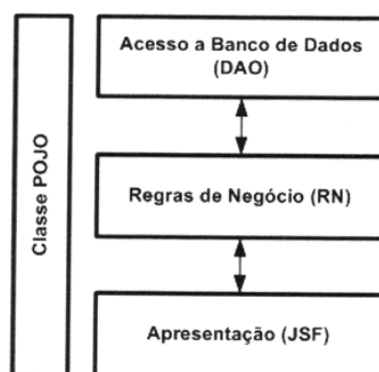 Classe POJO
Acesso a Banco de Dados
(DAO)
Regras de Negócio (RN)
Apresentação (JSF)